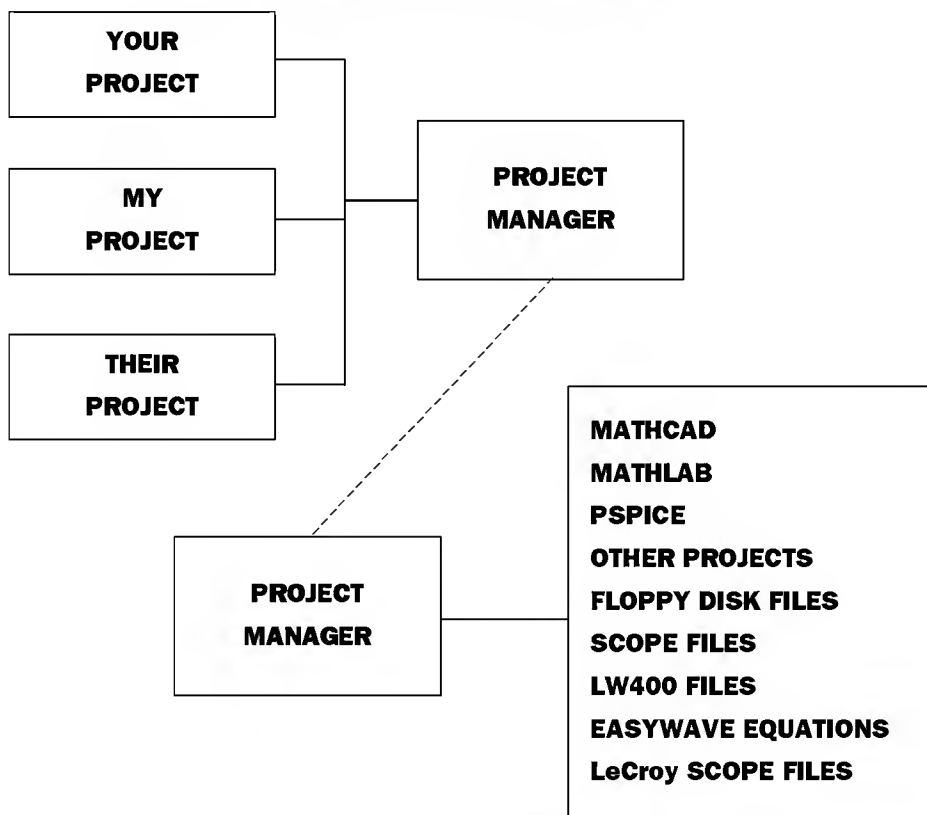 YOUR
PROJECT
MY
PROJECT
THEIR
PROJECT
PROJECT
MANAGER
PROJECT
MANAGER
MATHCAD
MATHLAB
PSPICE
OTHER PROJECTS
FLOPPY DISK FILES
SCOPE FILES
LW400 FILES
EASYWAVE EQUATIONS
LeCroy SCOPE FILES